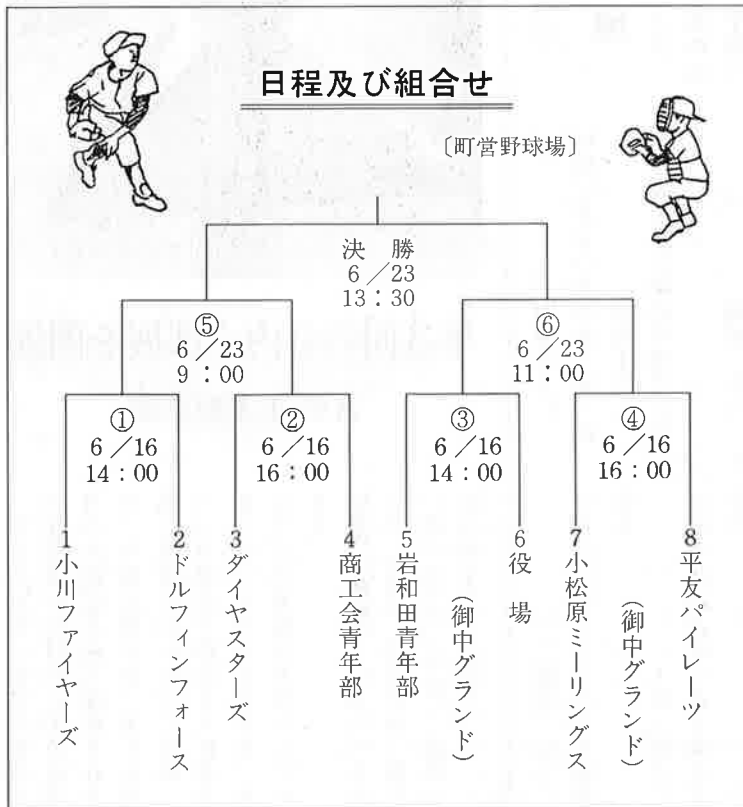 日程及び組合せ
〔町営野球場〕
決勝
6／23
13：30
⑤
6／23
9：00
⑥
6／23
11：00
①
6／16
14：00
②
6／16
16：00
③
6／16
14：00
④
6／16
16：00
1 小川ファイヤーズ
2 ドルフィンフォース
3 ダイヤスターズ
4 商工会青年部
5 岩和田青年部
（御中グランド）
6 役場
7 小松原ミーリングス
（御中グランド）
8 平友パイレーツ